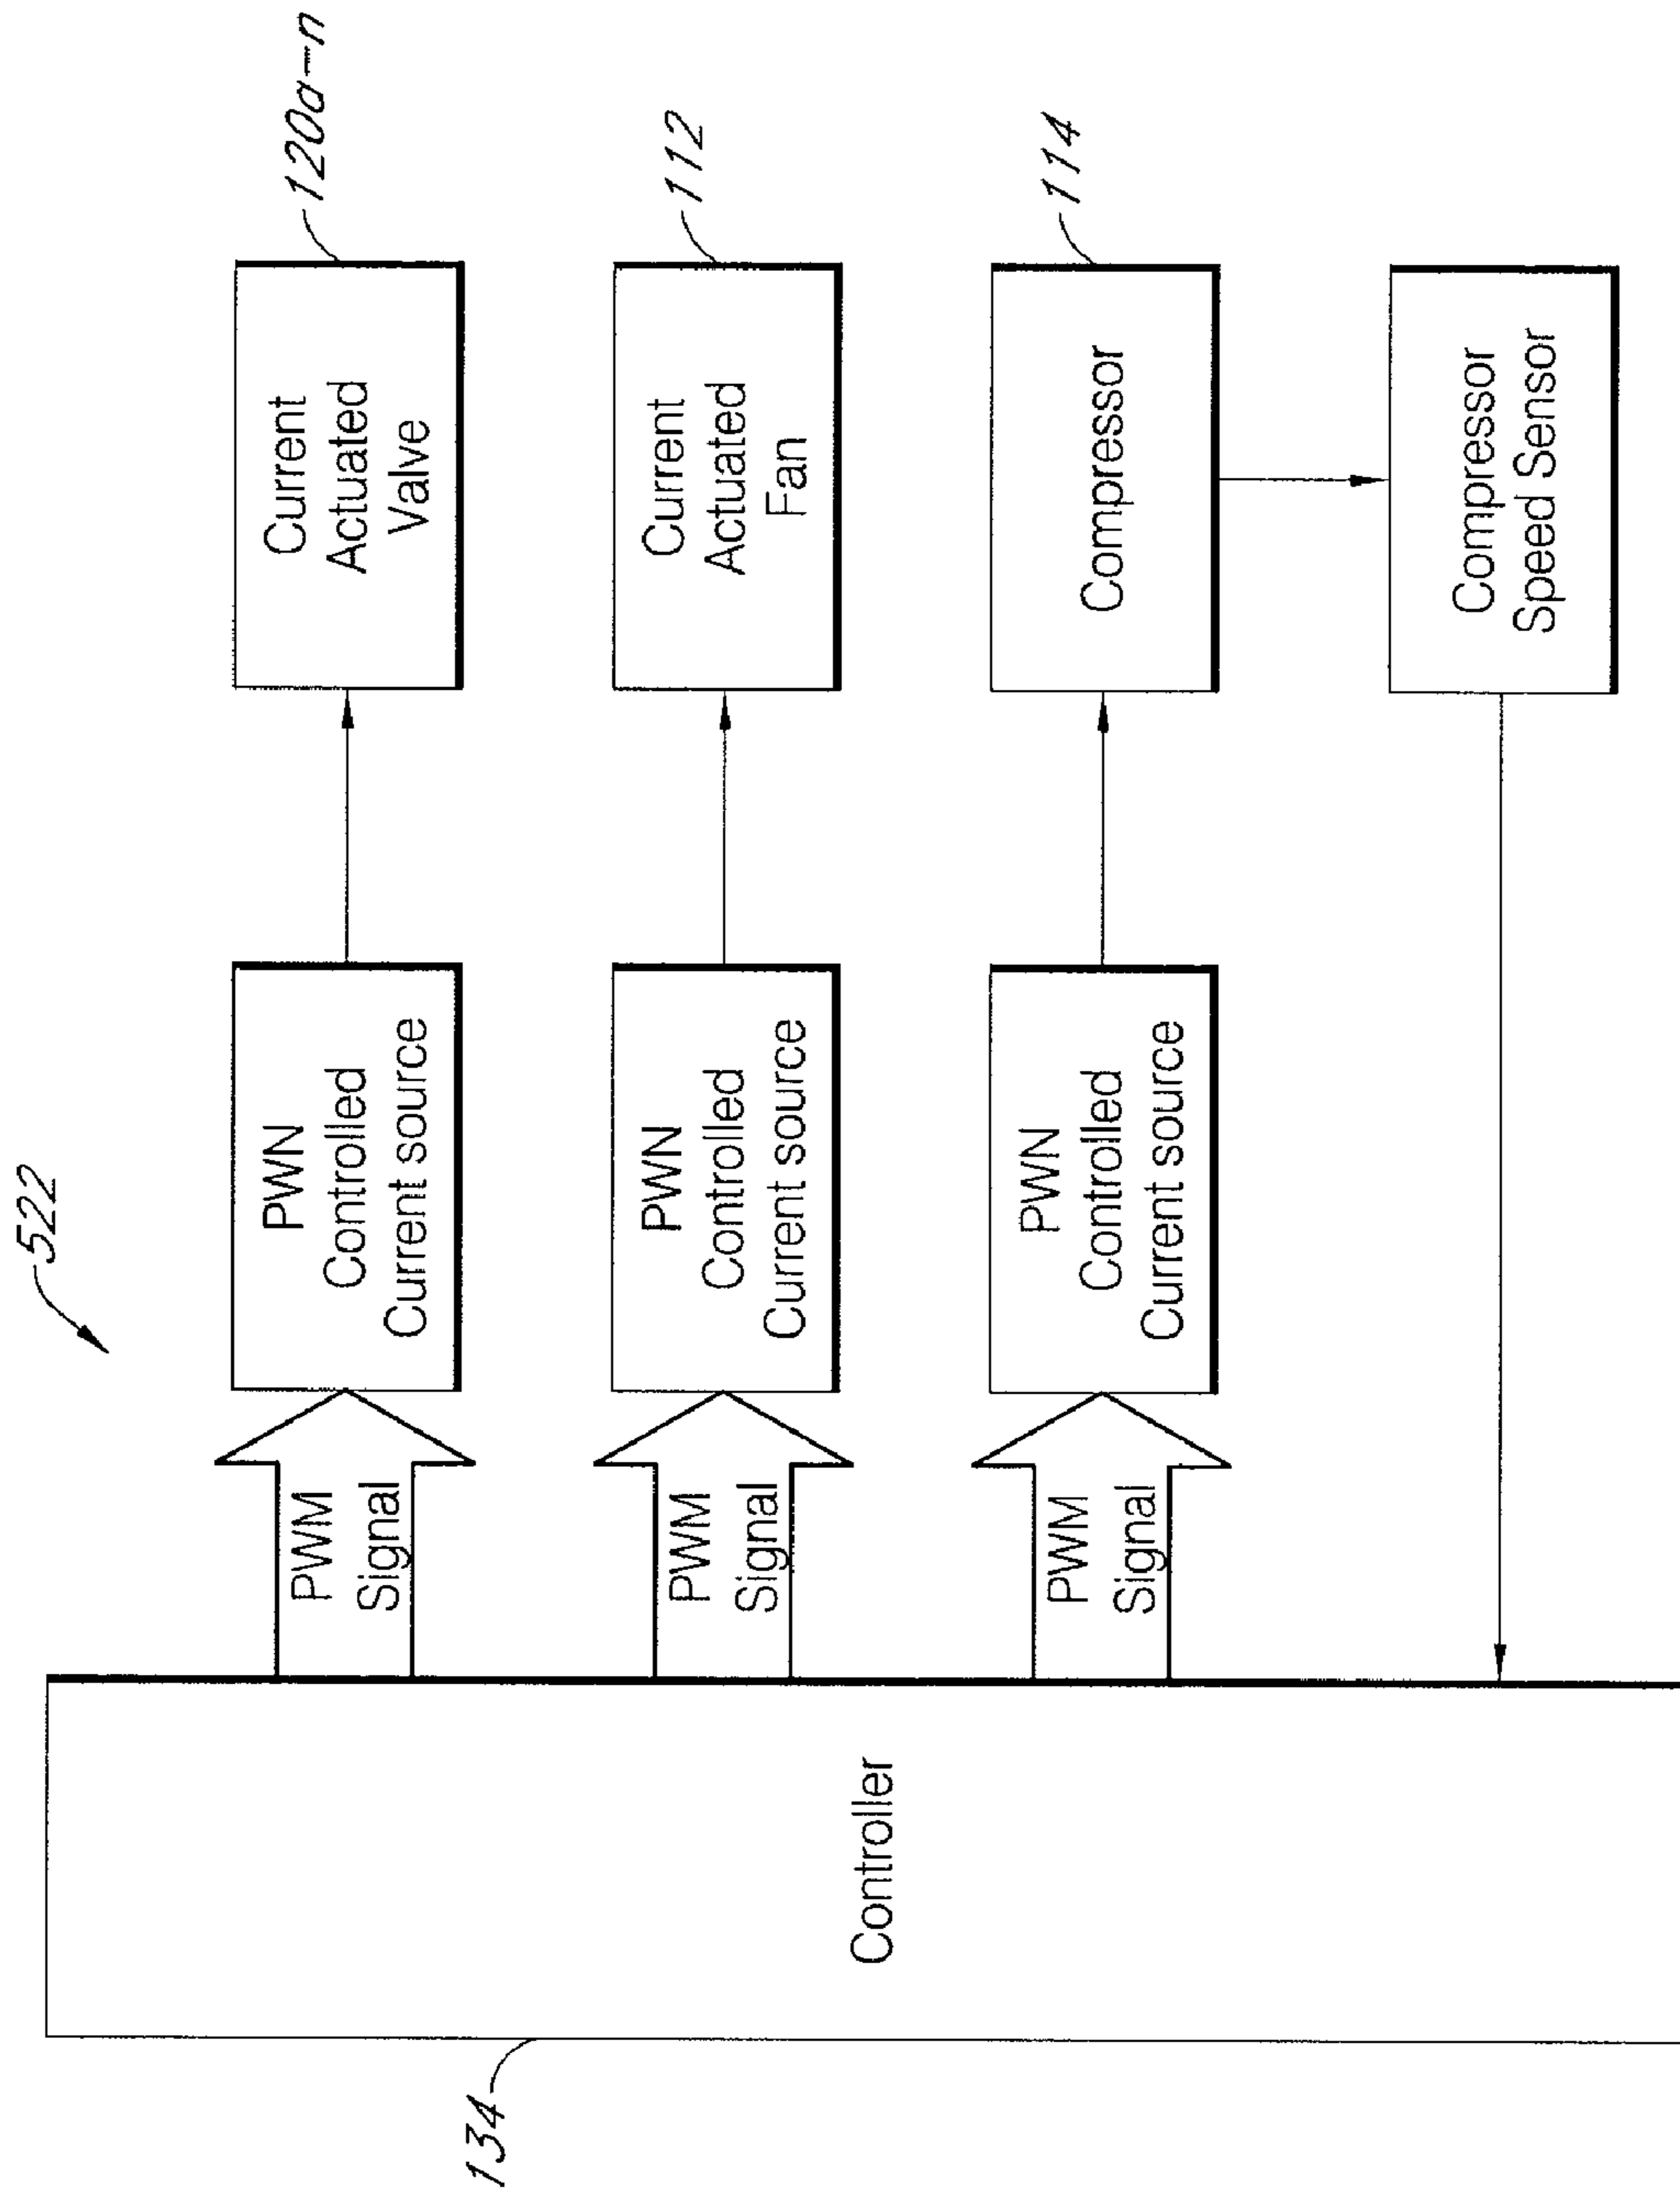 522
120a-n
PWM
Signal
PWN
Controlled
Current source
Current
Actuated
Valve
112
PWM
Signal
PWN
Controlled
Current source
Current
Actuated
Fan
134
Controller
114
PWM
Signal
PWN
Controlled
Current source
Compressor
Compressor
Speed Sensor